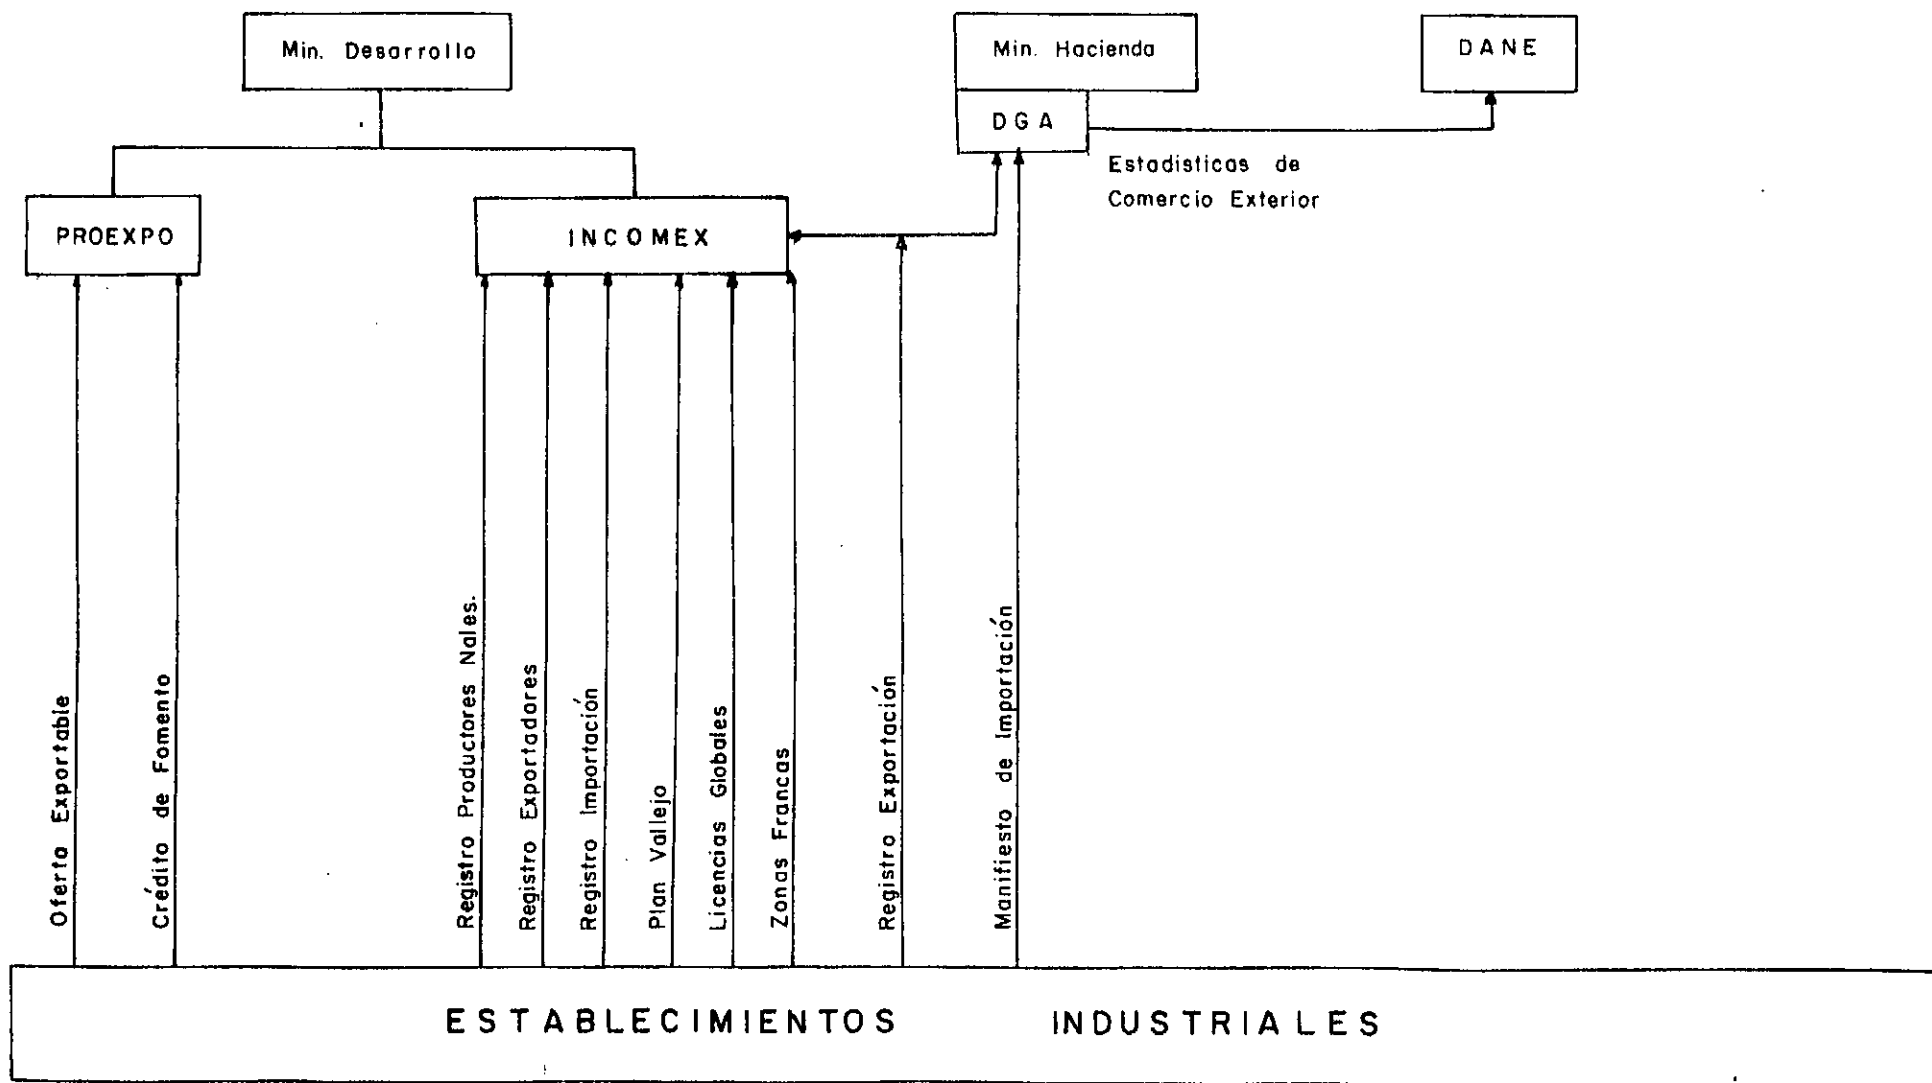 Min. Desarrollo
Min. Hacienda
DANE
DGA
Estadisticas de
Comercio Exterior
PROEXPO
INCOMEX
Oferta Exportable
Crédito de Fomento
Registro Productores Nales.
Registro Exportadores
Registro Importación
Plan Vallejo
Licencias Globales
Zonas Francas
Registro Exportación
Manifiesto de Importación
ESTABLECIMIENTOS INDUSTRIALES